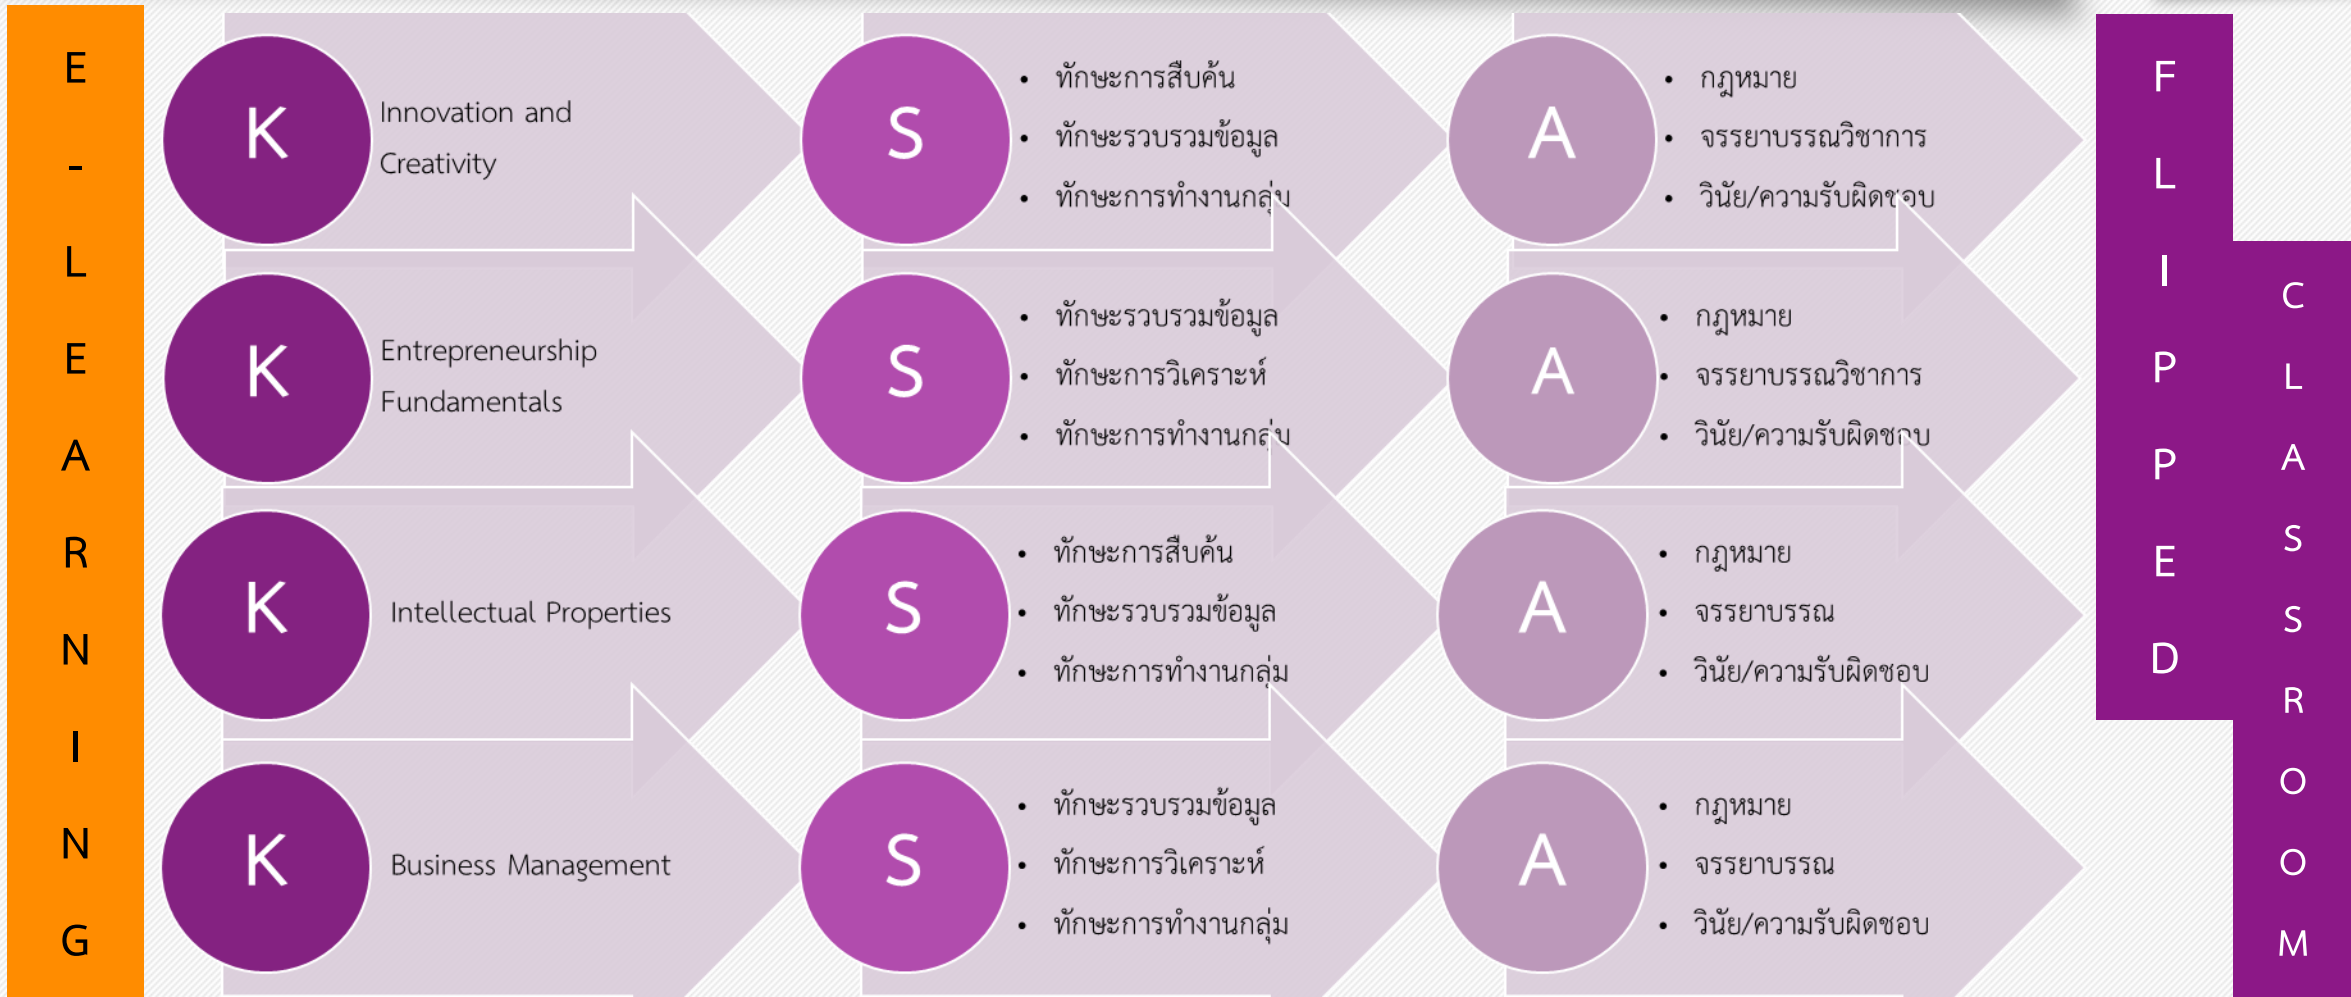 E-LEARNING
K
Innovation and
Creativity
S
• ทักษะการสืบค้น
• ทักษะรวบรวมข้อมูล
• ทักษะการทำงานกลุ่ม
A
• กฎหมาย
• จรรยาบรรณวิชาการ
• วินัย/ความรับผิดชอบ
K
Entrepreneurship
Fundamentals
S
• ทักษะรวบรวมข้อมูล
• ทักษะการวิเคราะห์
• ทักษะการทำงานกลุ่ม
A
• กฎหมาย
• จรรยาบรรณวิชาการ
• วินัย/ความรับผิดชอบ
K
Intellectual Properties
S
• ทักษะการสืบค้น
• ทักษะรวบรวมข้อมูล
• ทักษะการทำงานกลุ่ม
A
• กฎหมาย
• จรรยาบรรณ
• วินัย/ความรับผิดชอบ
K
Business Management
S
• ทักษะรวบรวมข้อมูล
• ทักษะการวิเคราะห์
• ทักษะการทำงานกลุ่ม
A
• กฎหมาย
• จรรยาบรรณ
• วินัย/ความรับผิดชอบ
FLIPPED
CLASSROOM